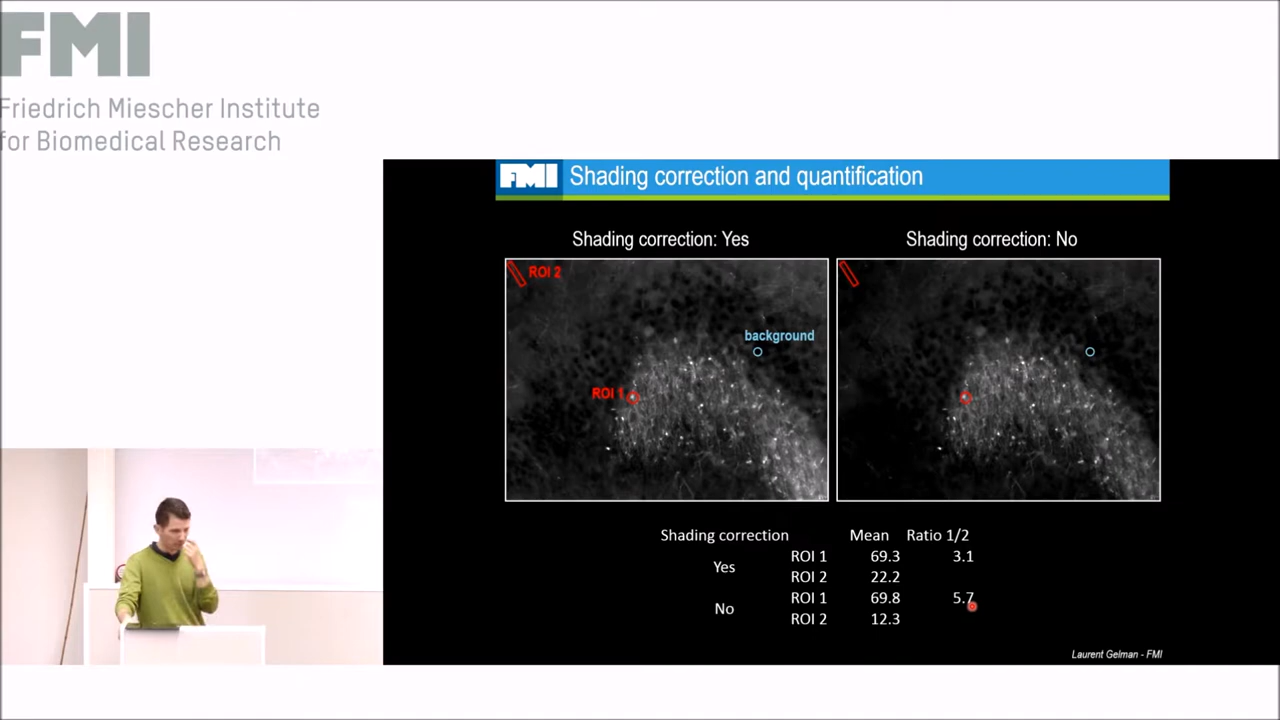 FMI
Friedrich Miescher Institute
for Biomedical Research
FMI Shading correction and quantification
Shading correction: Yes
Shading correction: No
ROI 2
background
ROI 1
Shading correction Mean Ratio 1/2
Yes ROI 1 69.3 3.1
ROI 2 22.2
No ROI 1 69.8 5.7
ROI 2 12.3
Laurent Gelman - FMI